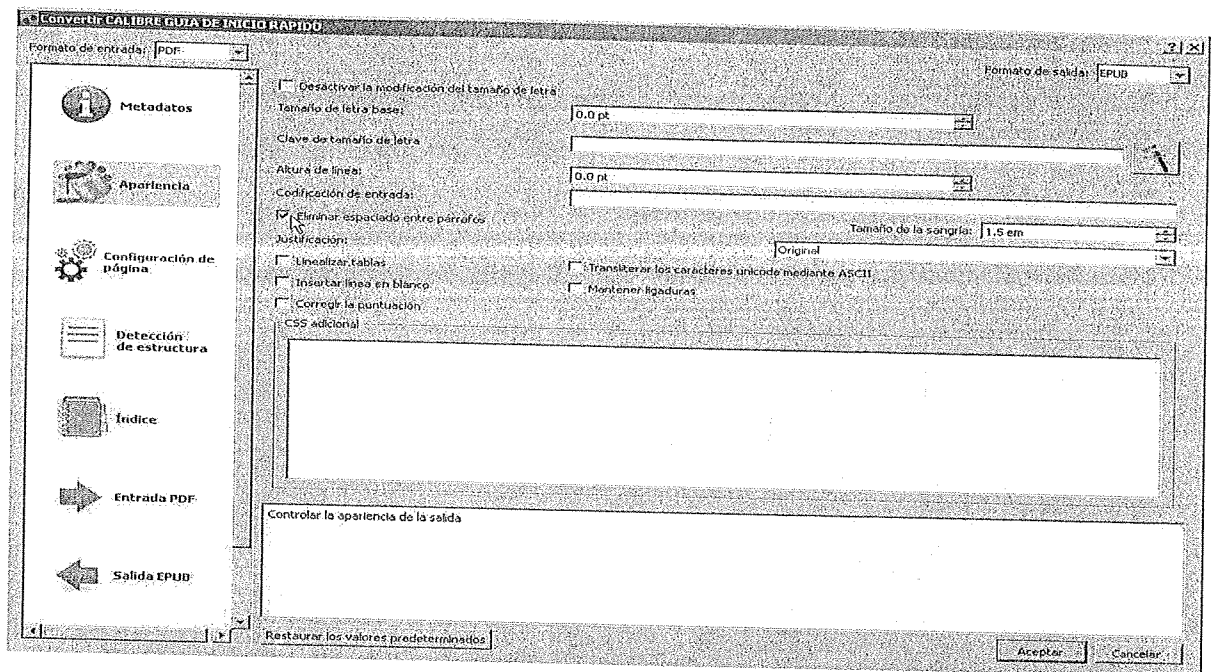 Convertir CALIBRE GUIA DE INICIO RAPIDO
Formato de entrada: PDF
Formato de salida: EPUB
Metadatos
Apariencia
Configuración de
página
Detección
de estructura
Índice
Entrada PDF
Salida EPUB
Desactivar la modificación del tamaño de letra
Tamaño de letra base: 0.0 pt
Clave de tamaño de letra
Altura de línea: 0.0 pt
Codificación de entrada:
Eliminar espaciado entre párrafos
Tamaño de la sangría: 1.5 em
Justificación: Original
Linealizar tablas
Transliterar los caracteres unicode mediante ASCII
Insertar línea en blanco
Mantener ligaduras
Corregir la puntuación
CSS adicional
Controlar la apariencia de la salida
Restaurar los valores predeterminados
Aceptar
Cancelar